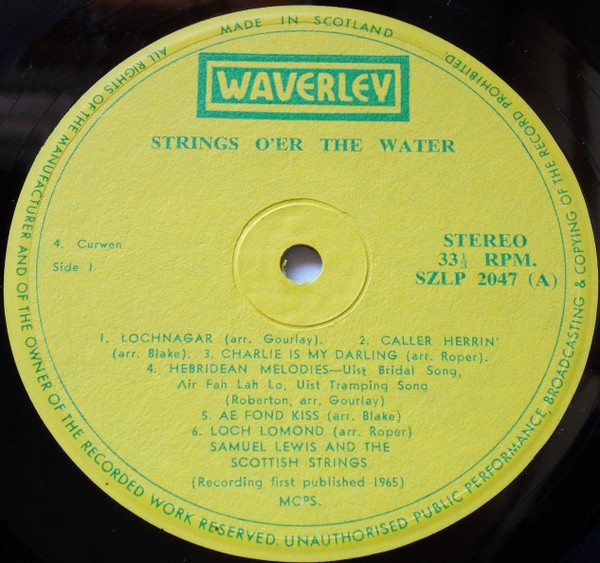 MADE IN SCOTLAND
WAVERLEY
STRINGS O'ER THE WATER
4. Curwen
Side 1.
STEREO
33⅓ RPM.
SZLP 2047 (A)
1. LOCHNAGAR (arr. Gourlay). 2. CALLER HERRIN'
(arr. Blake). 3. CHARLIE IS MY DARLING (arr. Roper).
4. HEBRIDEAN MELODIES—Uist Bridal Song,
Air Fah Lah Lo, Uist Tramping Song
(Roberton, arr. Gourlay)
5. AE FOND KISS (arr. Blake)
6. LOCH LOMOND (arr. Roper)
SAMUEL LEWIS AND THE
SCOTTISH STRINGS
(Recording first published 1965)
MCPS.
ALL RIGHTS OF THE MANUFACTURER AND OF THE OWNER OF THE RECORDED WORK RESERVED. UNAUTHORISED PUBLIC PERFORMANCE, BROADCASTING & COPYING OF THE RECORD PROHIBITED.